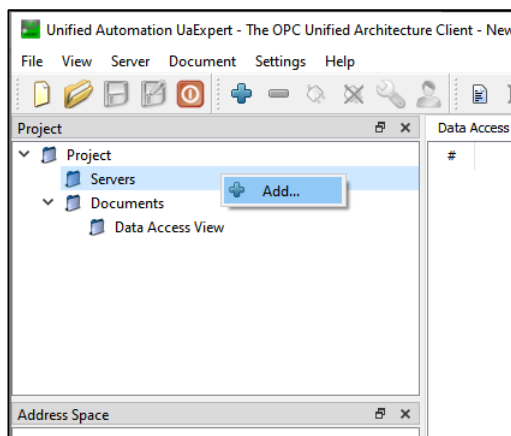 Unified Automation UaExpert - The OPC Unified Architecture Client - New
File View Server Document Settings Help
Project
Data Access
#
Project
Servers
Add...
Documents
Data Access View
Address Space